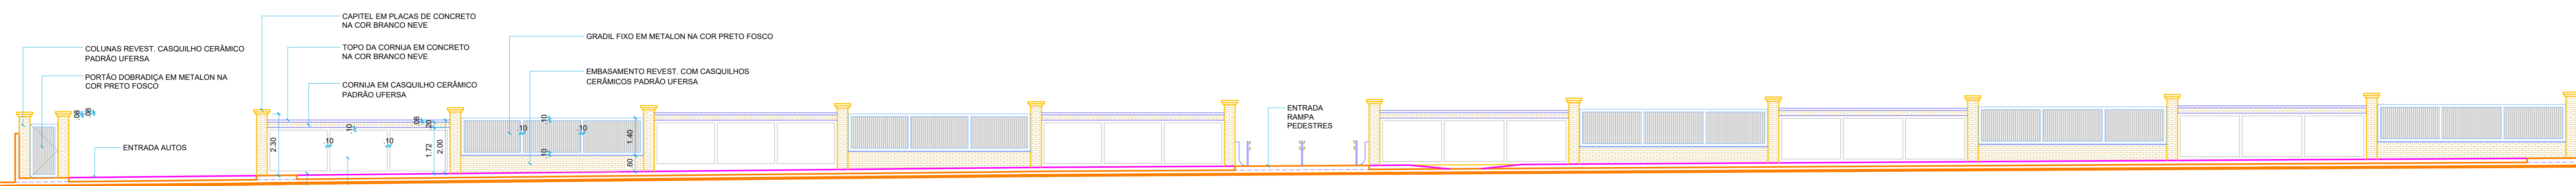 CAPITEL EM PLACAS DE CONCRETO
NA COR BRANCO NEVE
COLUNAS REVEST. CASQUILHO CERÂMICO
PADRÃO UFERSA
TOPO DA CORNIJA EM CONCRETO
NA COR BRANCO NEVE
GRADIL FIXO EM METALON NA COR PRETO FOSCO
PORTÃO DOBRADIÇA EM METALON NA
COR PRETO FOSCO
CORNIJA EM CASQUILHO CERÂMICO
PADRÃO UFERSA
EMBASAMENTO REVEST. COM CASQUILHOS
CERÂMICOS PADRÃO UFERSA
ENTRADA AUTOS
ENTRADA
RAMPA
PEDESTRES
.08
.08
2.30
.10
.10
.10
.08
.20
1.72
2.00
.10
.10
.10
.10
1.40
.60